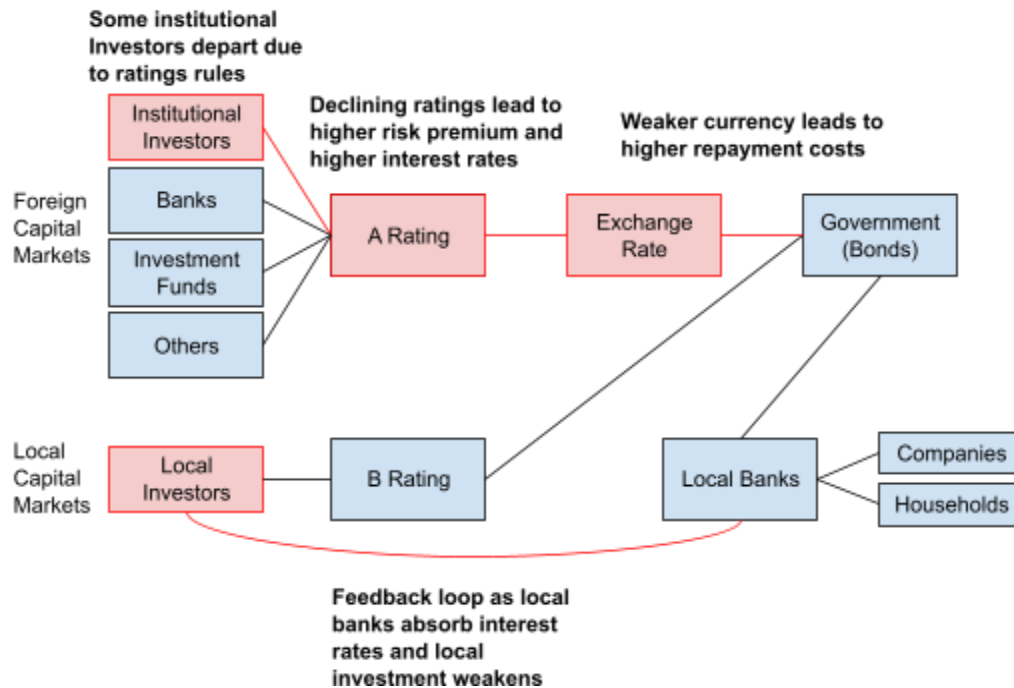 Some institutional
Investors depart due
to ratings rules
Institutional
Investors
Declining ratings lead to
higher risk premium and
higher interest rates
Weaker currency leads to
higher repayment costs
Foreign
Capital
Markets
Banks
Investment
Funds
Others
A Rating
Exchange
Rate
Government
(Bonds)
Local
Capital
Markets
Local
Investors
B Rating
Local Banks
Companies
Households
Feedback loop as local
banks absorb interest
rates and local
investment weakens